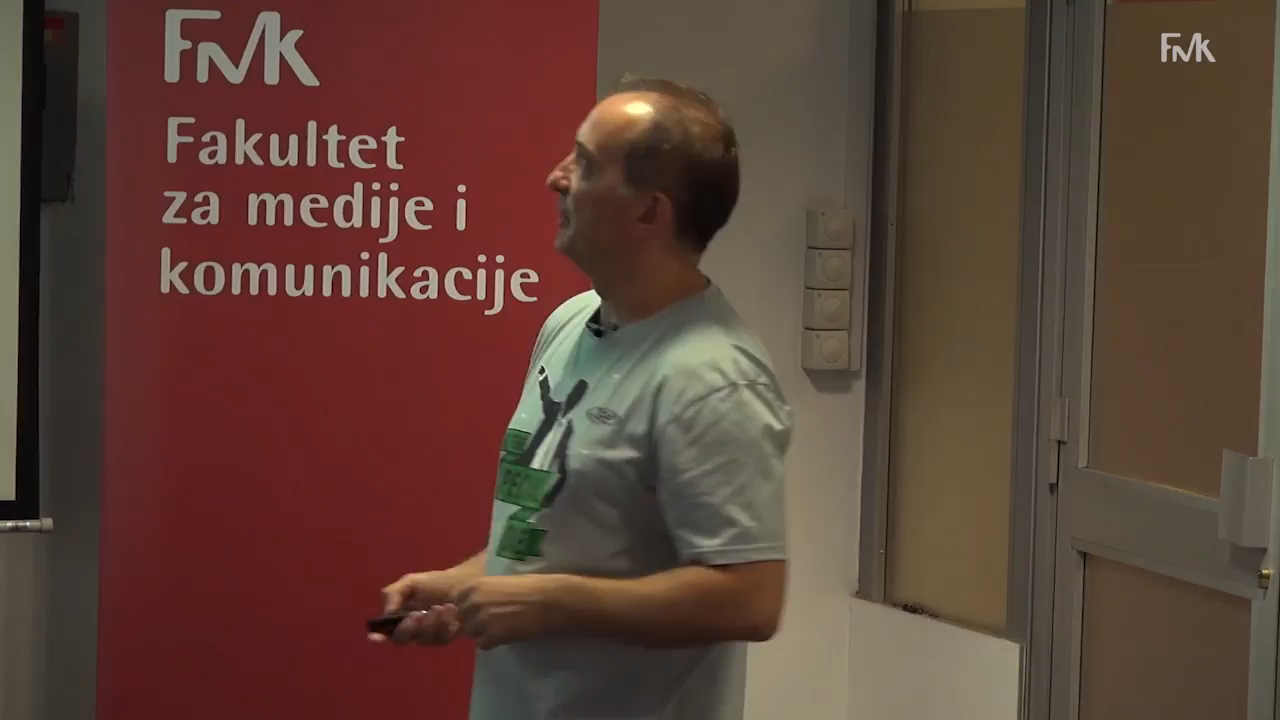 FMK
Fakultet
za medije i
komunikacije
FMK